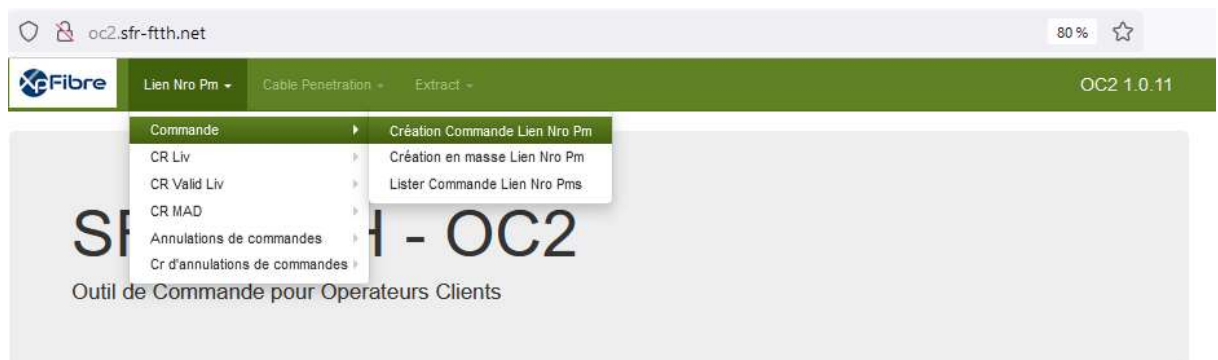 oc2.sfr-ftth.net 80 %
XpFibre Lien Nro Pm Cable Penetration Extract OC2 1.0.11
Commande Création Commande Lien Nro Pm
CR Liv Création en masse Lien Nro Pm
CR Valid Liv Lister Commande Lien Nro Pms
CR MAD
Annulations de commandes
Cr d'annulations de commandes
- OC2
Outil de Commande pour Operateurs Clients